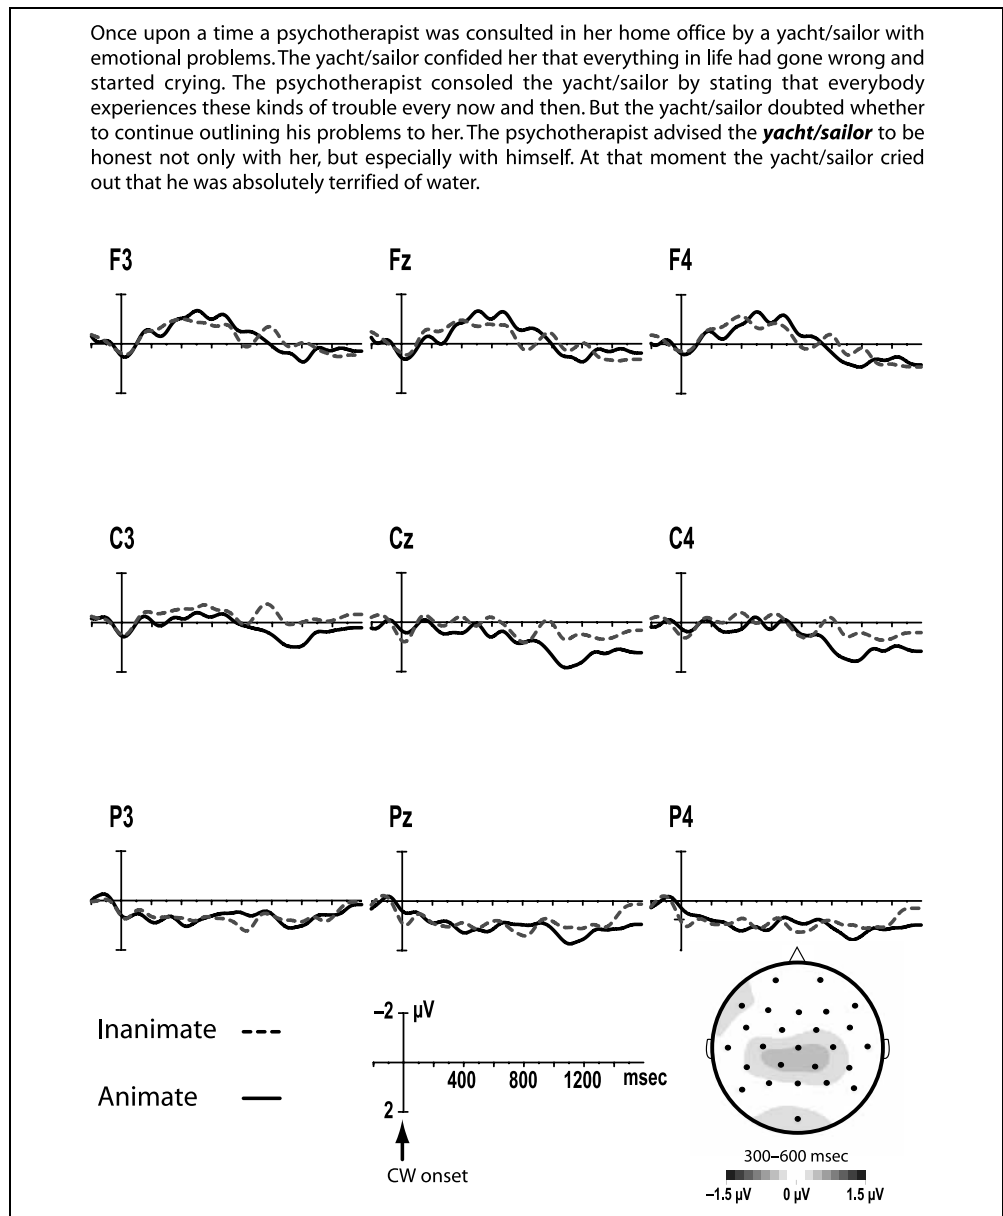 Once upon a time a psychotherapist was consulted in her home office by a yacht/sailor with
emotional problems. The yacht/sailor confided her that everything in life had gone wrong and
started crying. The psychotherapist consoled the yacht/sailor by stating that everybody
experiences these kinds of trouble every now and then. But the yacht/sailor doubted whether
to continue outlining his problems to her. The psychotherapist advised the yacht/sailor to be
honest not only with her, but especially with himself. At that moment the yacht/sailor cried
out that he was absolutely terrified of water.
F3 Fz F4
C3 Cz C4
P3 Pz P4
Inanimate
Animate
−2 µV
400 800 1200 msec
2
CW onset
300–600 msec
−1.5 µV 0 µV 1.5 µV